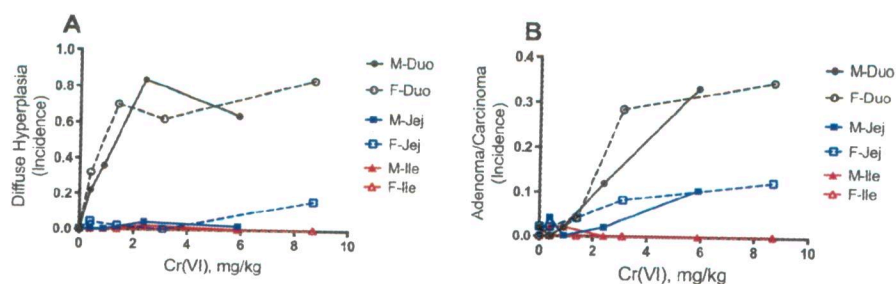 A
Diffuse Hyperplasia
(Incidence)
1.0
0.8
0.6
0.4
0.2
0.0
0 2 4 6 8 10
Cr(VI), mg/kg
M-Duo
F-Duo
M-Jej
F-Jej
M-Ile
F-Ile
B
Adenoma/Carcinoma
(Incidence)
0.4
0.3
0.2
0.1
0.0
0 2 4 6 8 10
Cr(VI), mg/kg
M-Duo
F-Duo
M-Jej
F-Jej
M-Ile
F-Ile